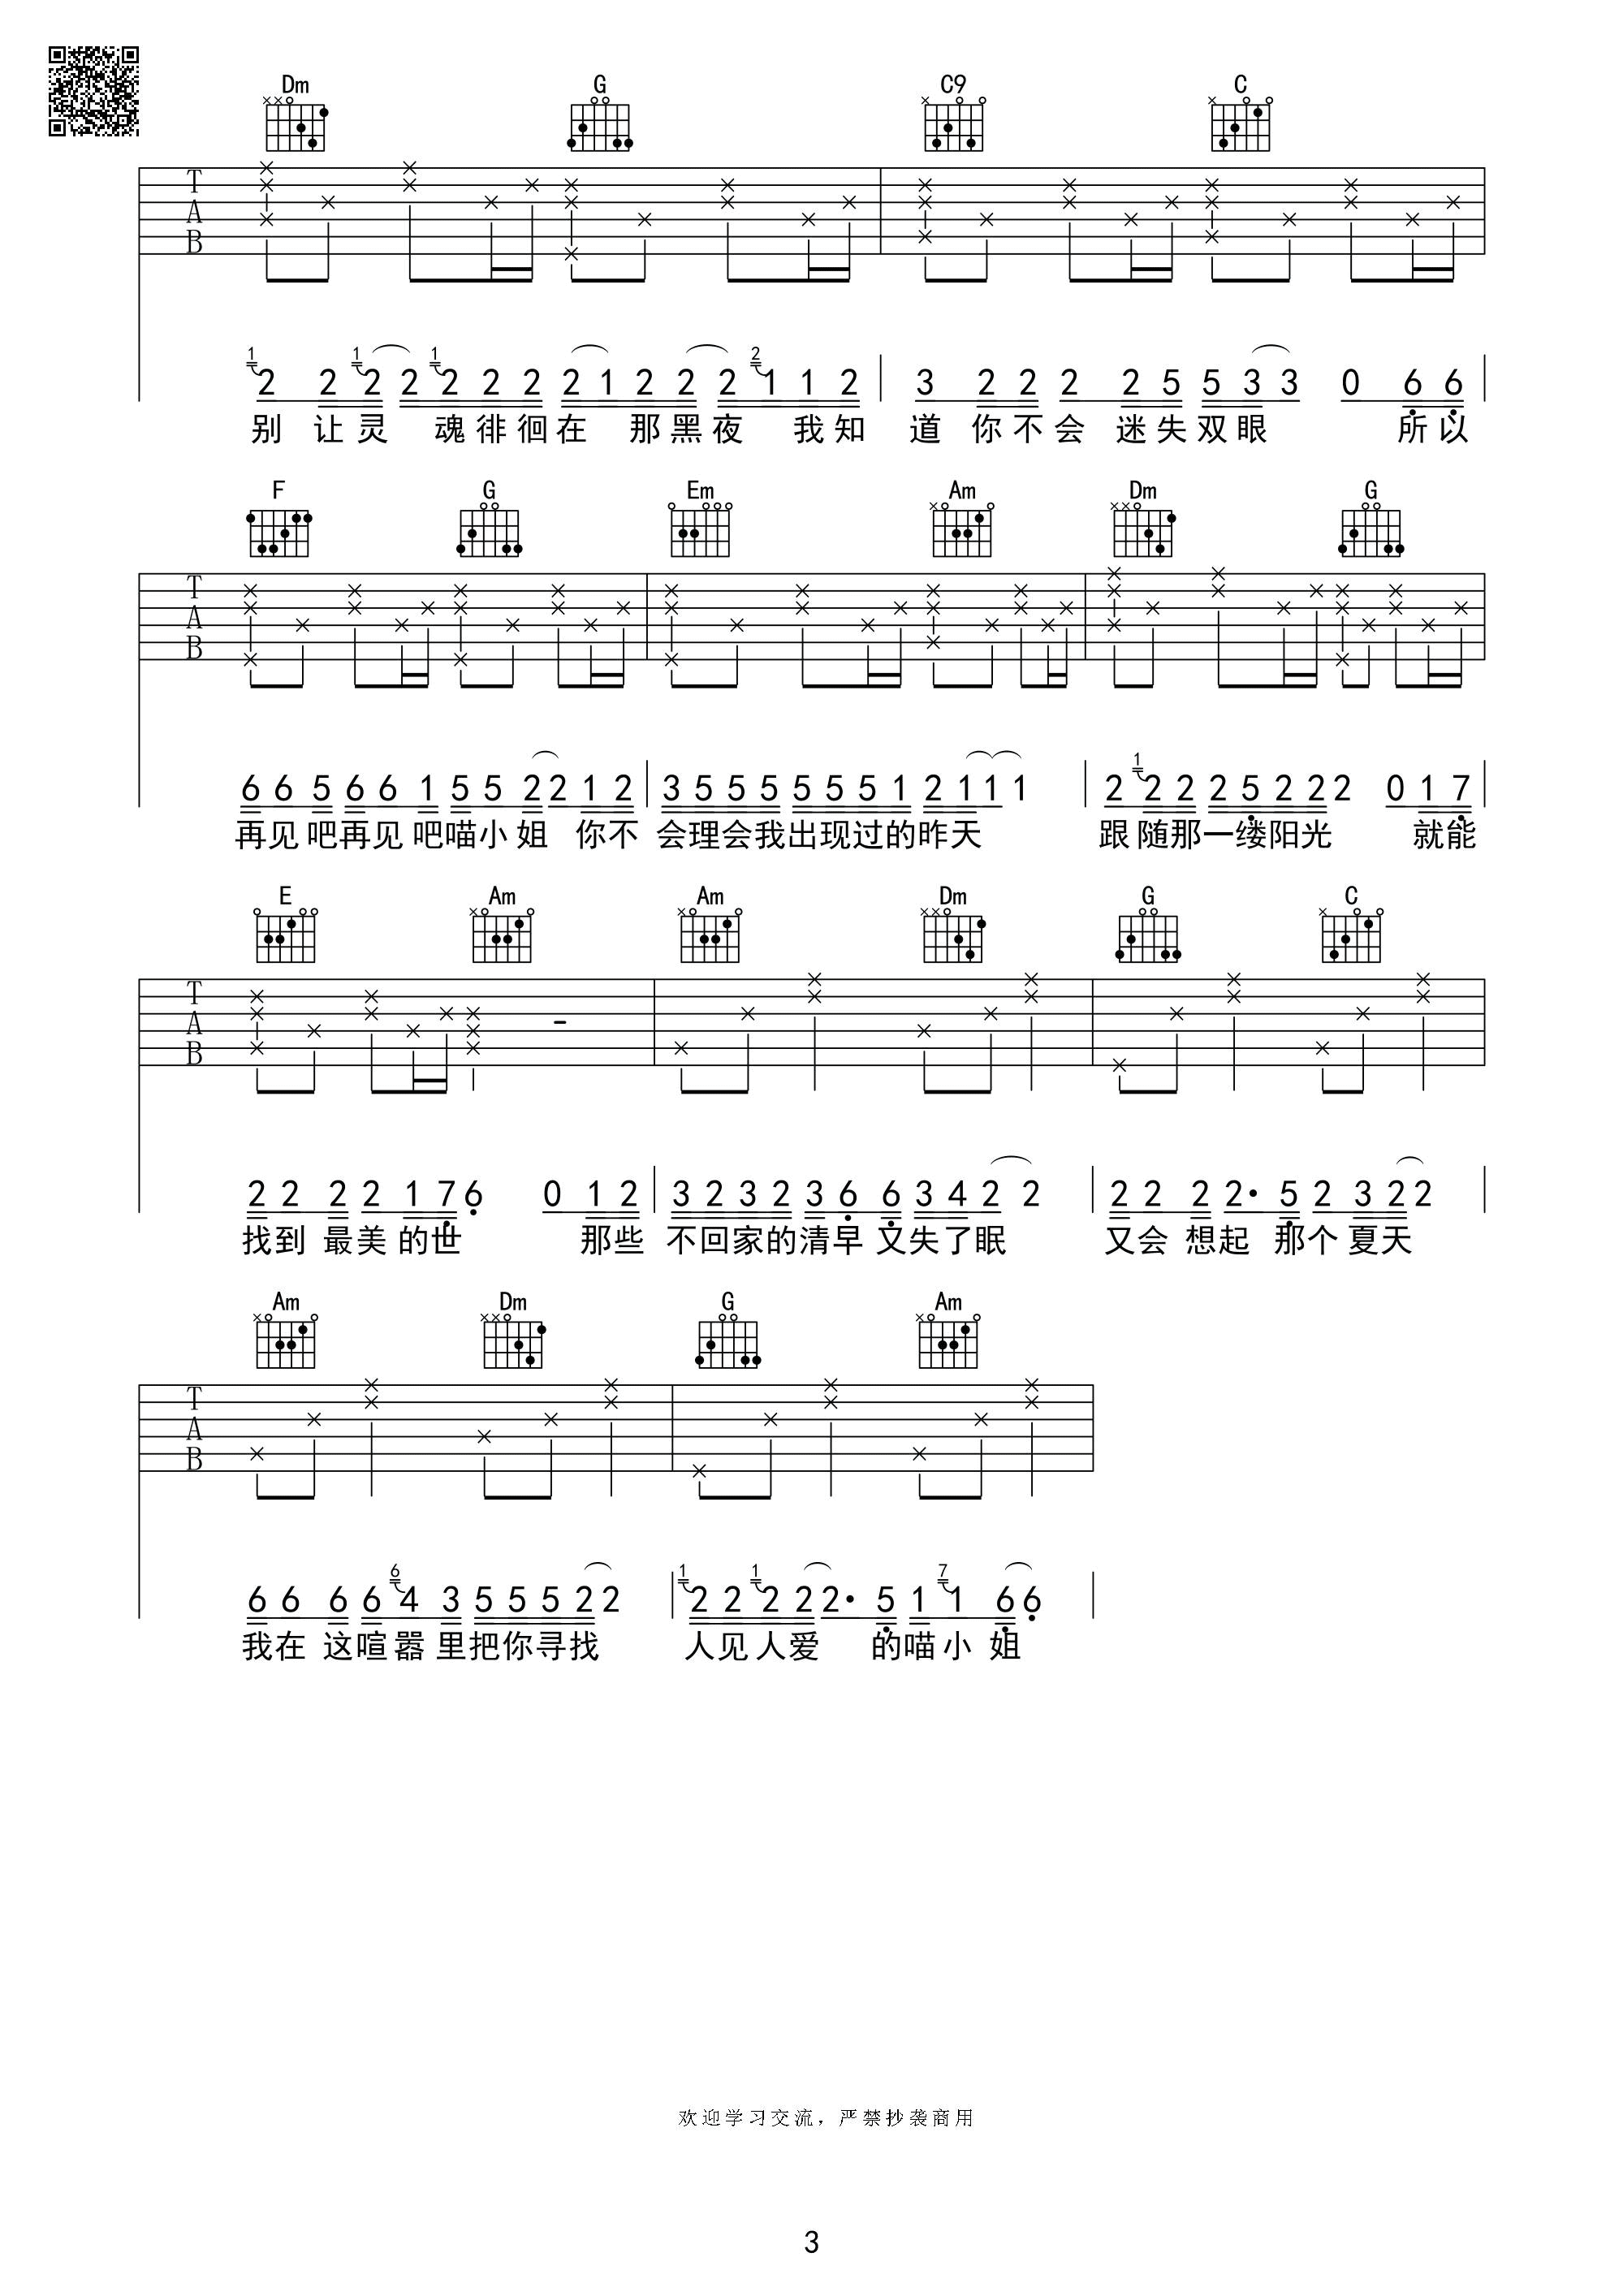 Dm G C9 C
T
A
B
1 1 1 2
2 2 2 2 2 2 2 2 1 2 2 2 1 1 2 3 2 2 2 2 5 5 3 3 0 6 6
别 让 灵 魂 徘 徊 在 那 黑 夜 我 知 道 你 不 会 迷 失 双 眼 所 以
F G Em Am Dm G
T
A
B
1
6 6 5 6 6 1 5 5 2 2 1 2 3 5 5 5 5 5 5 1 2 1 1 1 2 2 2 2 5 2 2 2 0 1 7
再见 吧再见 吧喵小 姐 你不 会理会我出现过的昨天 跟随那一缕阳光 就能
E Am Am Dm G C
T
A
B
2 2 2 2 1 7 6 0 1 2 3 2 3 2 3 6 6 3 4 2 2 2 2 2 2· 5 2 3 2 2
找到 最美 的世 那些 不回家的清早 又失了眠 又会 想起 那个 夏天
Am Dm G Am
T
A
B
6 1 1 7
6 6 6 6 4 3 5 5 5 2 2 2 2 2 2 2· 5 1 1 6 6
我在 这喧嚣 里把你寻找 人见人爱 的喵小 姐
欢迎学习交流，严禁抄袭商用
3